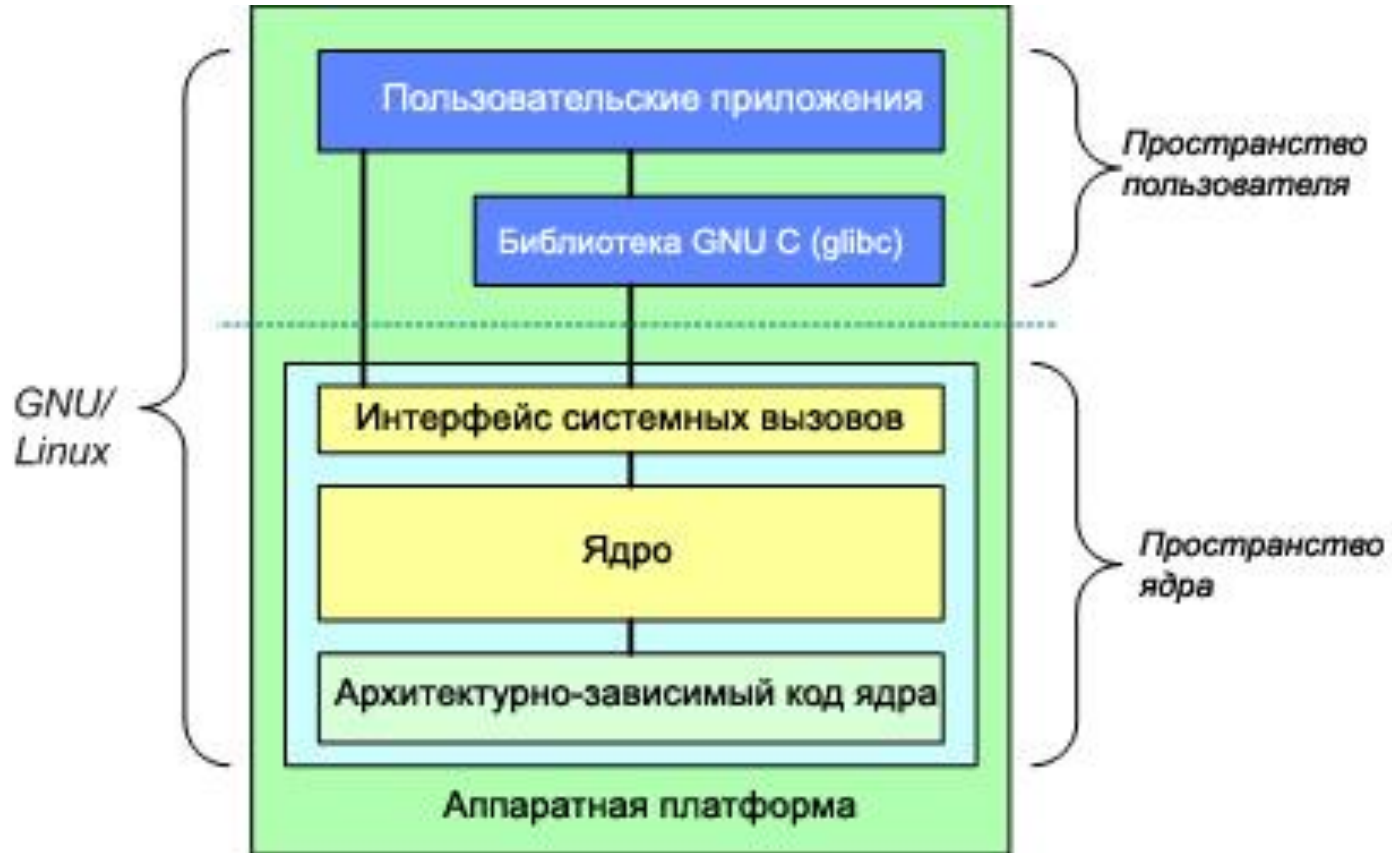 Пользовательские приложения
Пространство
пользователя
Библиотека GNU C (glibc)
GNU/
Linux
Интерфейс системных вызовов
Ядро
Пространство
ядра
Архитектурно-зависимый код ядра
Аппаратная платформа